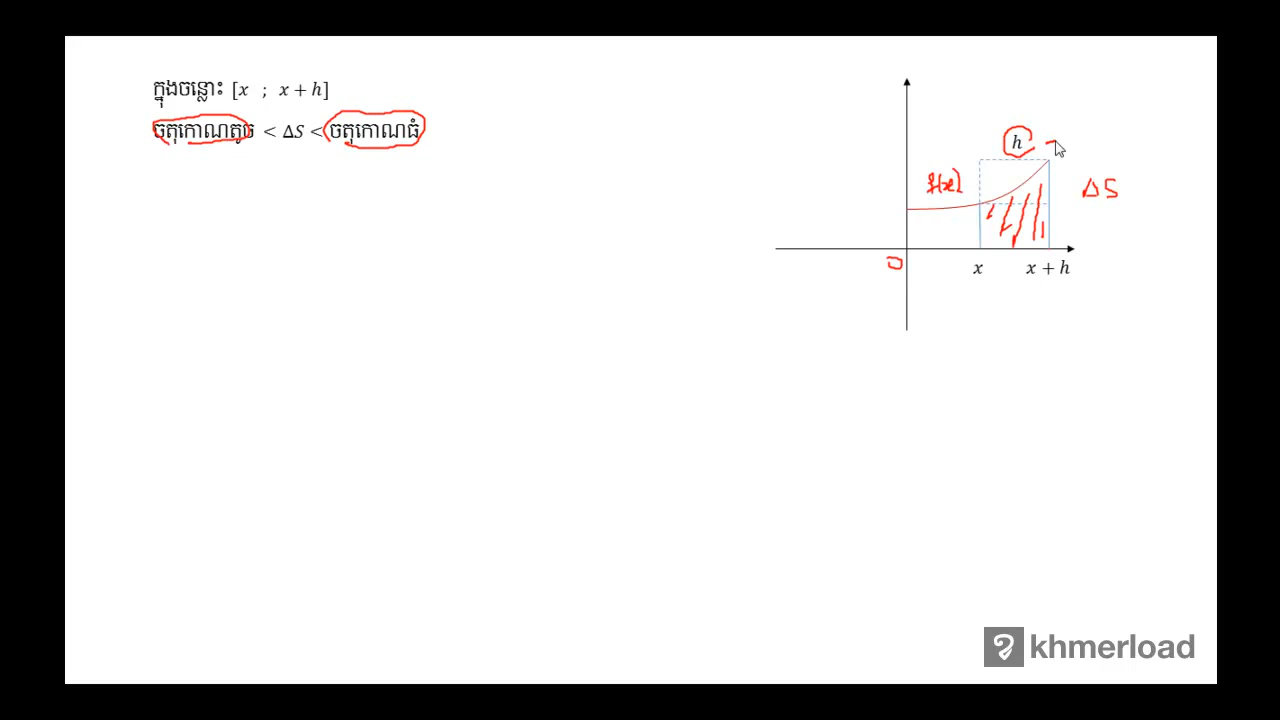 ក្នុងចន្លោះ [x ; x + h]
ចតុកោណតូច < ΔS < ចតុកោណធំ
h
f(x)
ΔS
O
x x + h
khmerload